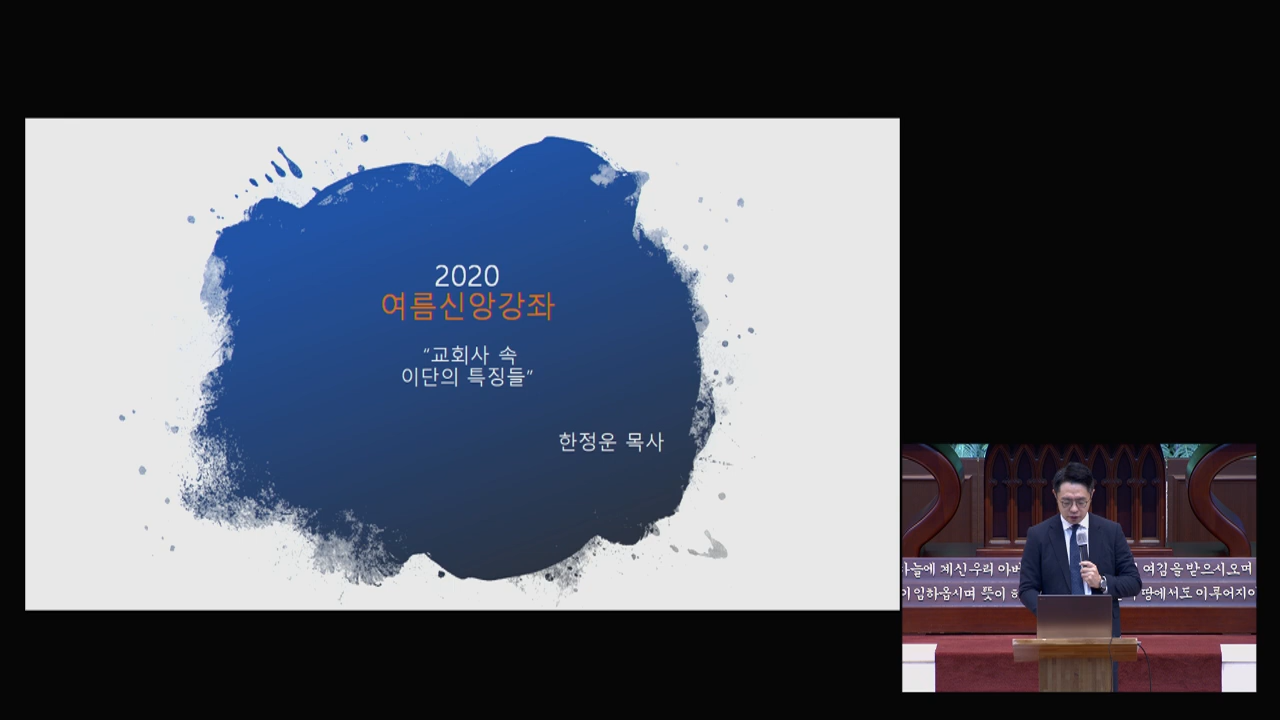 2020
여름신앙강좌
“교회사 속
이단의 특징들”
한정운 목사
하늘에 계신 우리 아버
여김을 받으시오며
이 임하옵시며 뜻이
땅에서도 이루어지이